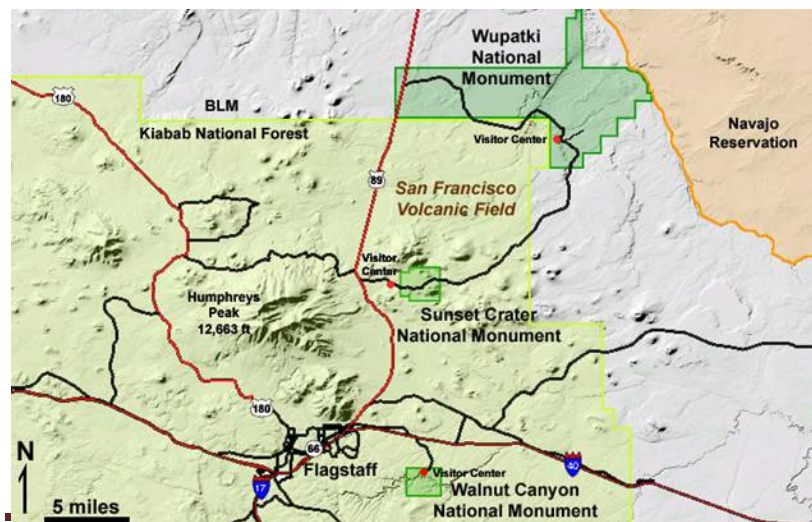 Wupatki
National
Monument
180
BLM
Kiabab National Forest
Visitor Center
Navajo
Reservation
89
San Francisco
Volcanic Field
Visitor
Center
Humphreys
Peak
12,663 ft
Sunset Crater
National Monument
180
66
Flagstaff
N
Visitor Center
40
17
Walnut Canyon
National Monument
5 miles